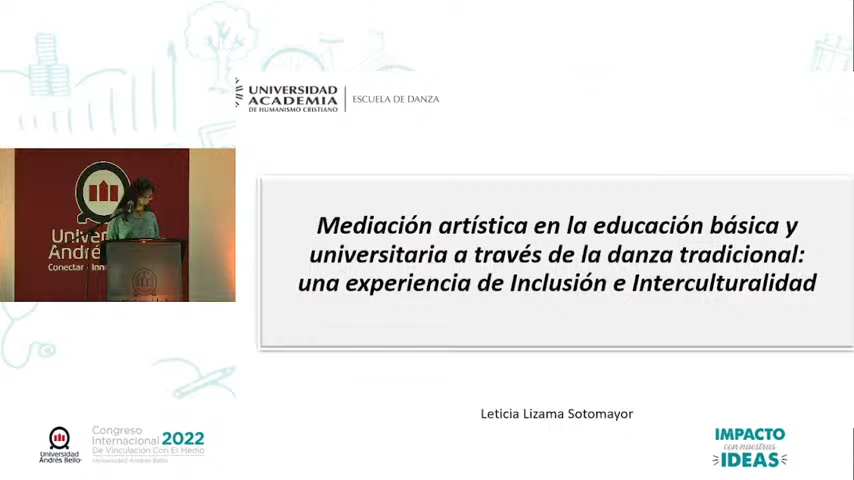 UNIVERSIDAD
ACADEMIA
DE HUMANISMO CRISTIANO
ESCUELA DE DANZA
Mediación artística en la educación básica y
universitaria a través de la danza tradicional:
una experiencia de Inclusión e Interculturalidad
Leticia Lizama Sotomayor
Conectar
Universidad
Andrés Bello
Congreso
Internacional 2022
De Vinculación Con El Medio
Universidad Andrés Bello
IMPACTO
con nuestras
IDEAS